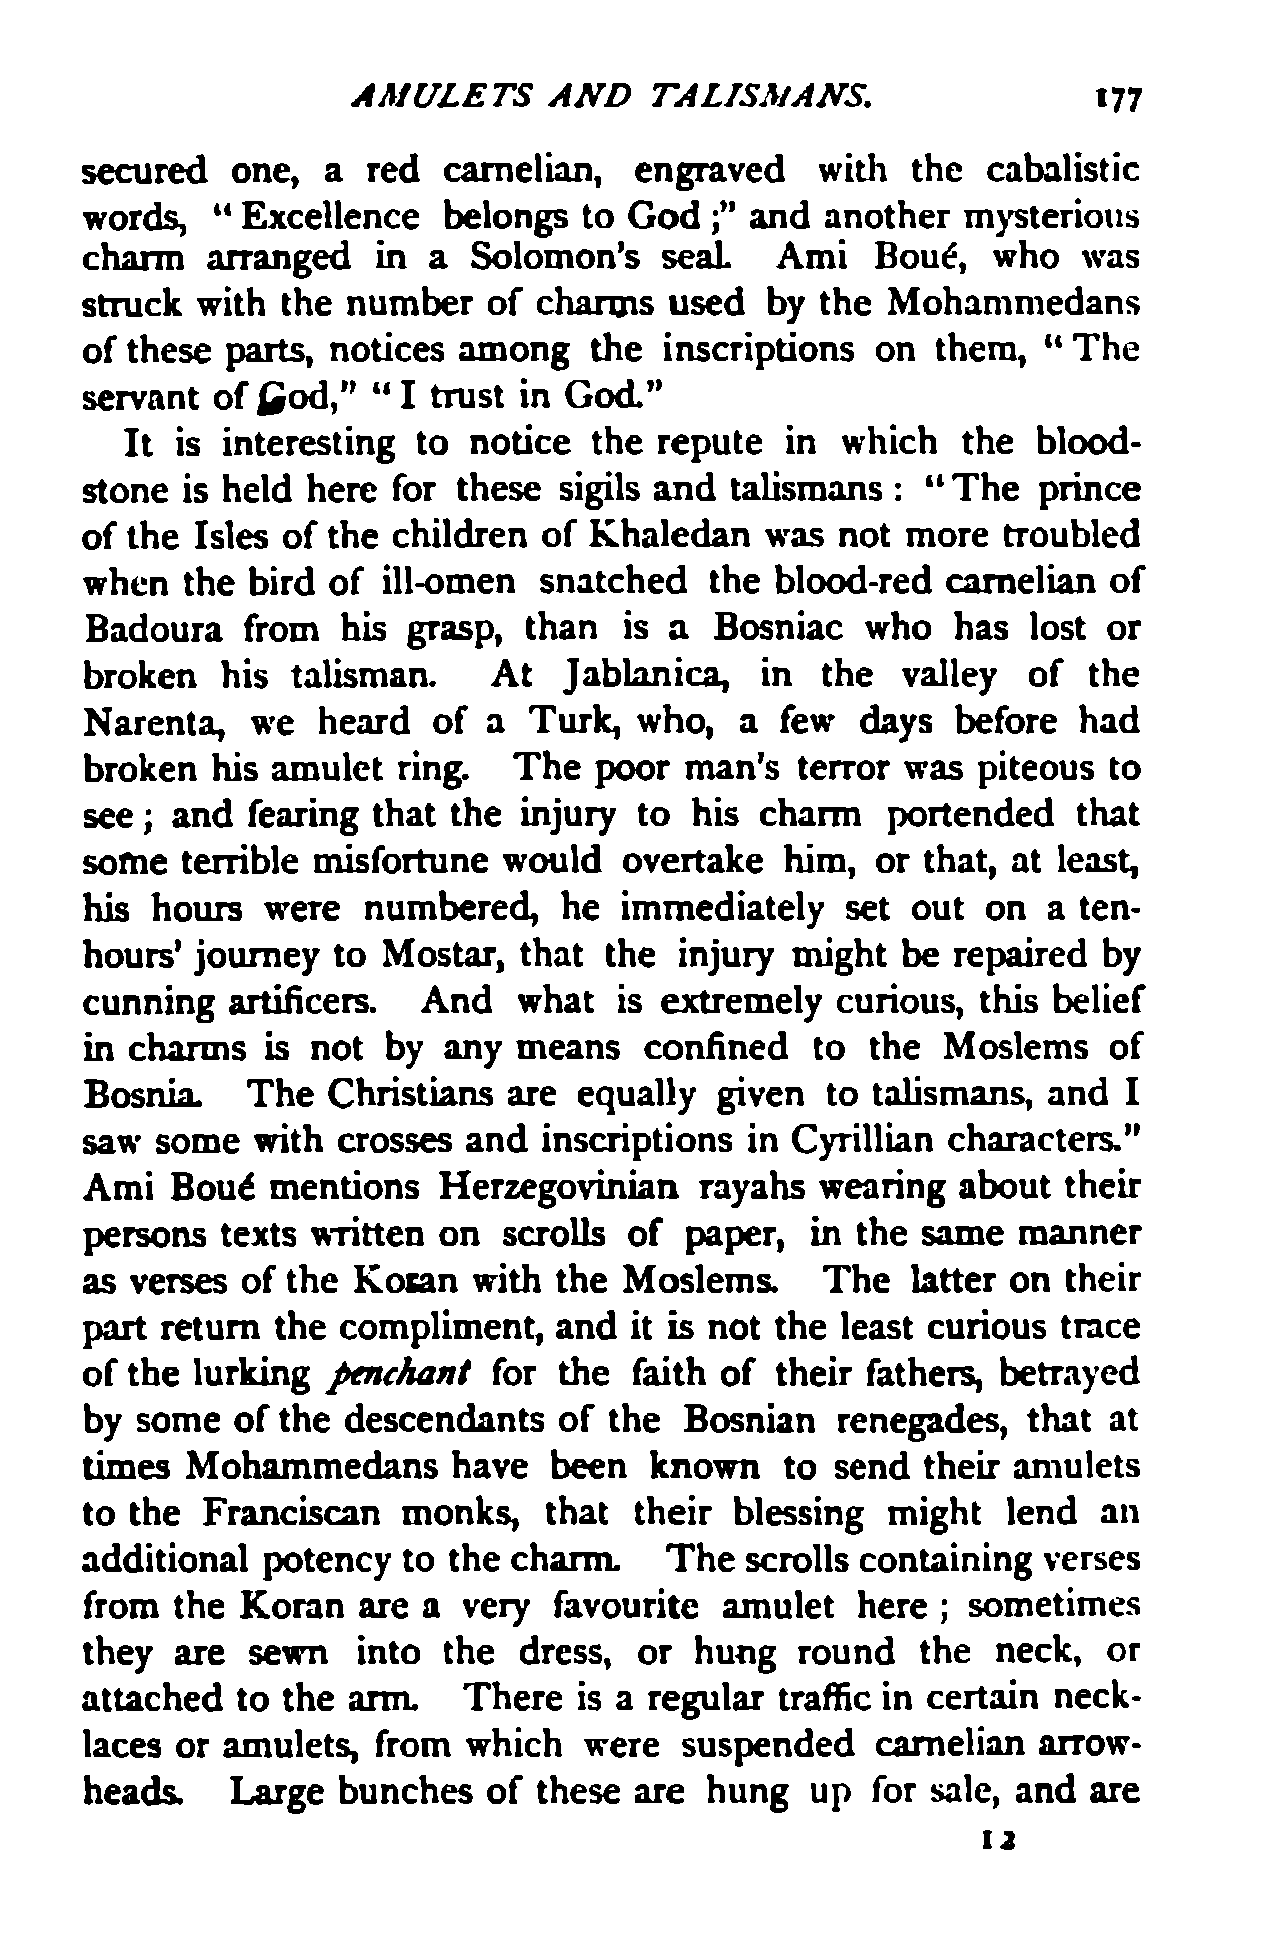 AMULETS AND TALISMANS. 177
secured one, a red carnelian, engraved with the cabalistic
words, "Excellence belongs to God;" and another mysterious
charm arranged in a Solomon's seal. Ami Boué, who was
struck with the number of charms used by the Mohammedans
of these parts, notices among the inscriptions on them, "The
servant of God," "I trust in God."
It is interesting to notice the repute in which the blood-
stone is held here for these sigils and talismans: "The prince
of the Isles of the children of Khaledan was not more troubled
when the bird of ill-omen snatched the blood-red carnelian of
Badoura from his grasp, than is a Bosniac who has lost or
broken his talisman. At Jablanica, in the valley of the
Narenta, we heard of a Turk, who, a few days before had
broken his amulet ring. The poor man's terror was piteous to
see; and fearing that the injury to his charm portended that
some terrible misfortune would overtake him, or that, at least,
his hours were numbered, he immediately set out on a ten-
hours' journey to Mostar, that the injury might be repaired by
cunning artificers. And what is extremely curious, this belief
in charms is not by any means confined to the Moslems of
Bosnia. The Christians are equally given to talismans, and I
saw some with crosses and inscriptions in Cyrillian characters."
Ami Boué mentions Herzegovinian rayahs wearing about their
persons texts written on scrolls of paper, in the same manner
as verses of the Koran with the Moslems. The latter on their
part return the compliment, and it is not the least curious trace
of the lurking penchant for the faith of their fathers, betrayed
by some of the descendants of the Bosnian renegades, that at
times Mohammedans have been known to send their amulets
to the Franciscan monks, that their blessing might lend an
additional potency to the charm. The scrolls containing verses
from the Koran are a very favourite amulet here; sometimes
they are sewn into the dress, or hung round the neck, or
attached to the arm. There is a regular traffic in certain neck-
laces or amulets, from which were suspended carnelian arrow-
heads. Large bunches of these are hung up for sale, and are
12